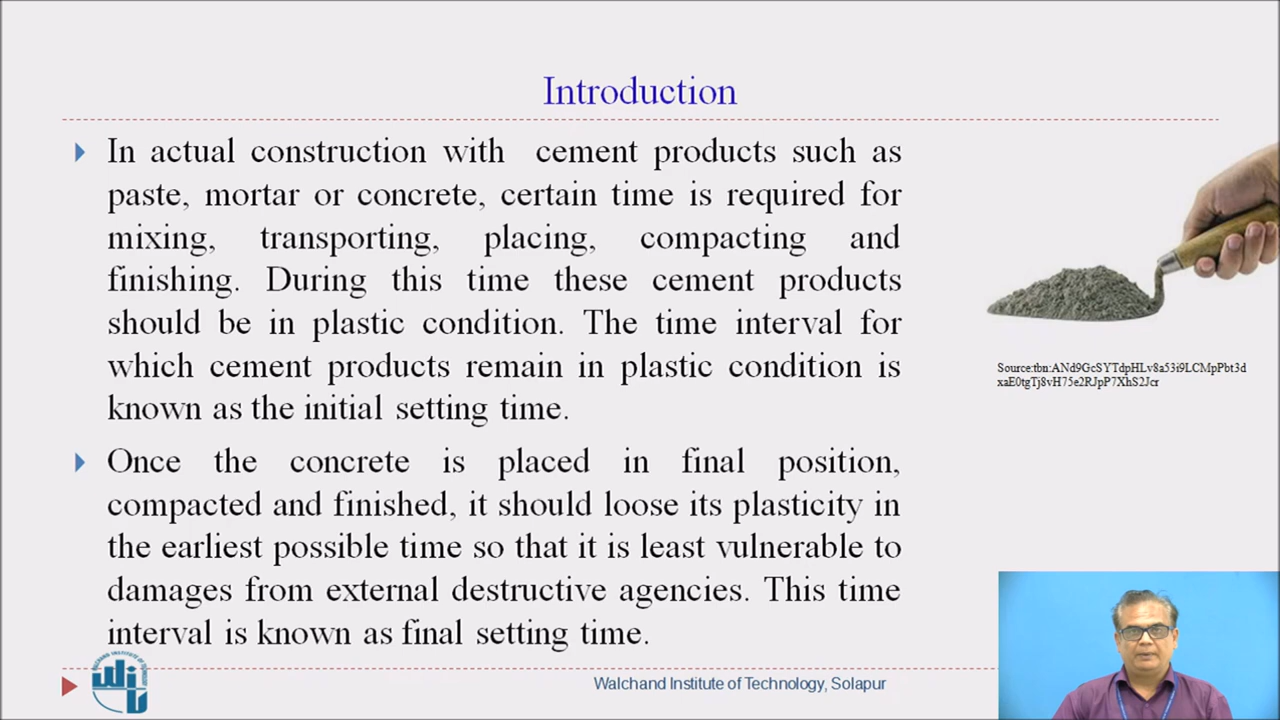 Introduction
In actual construction with cement products such as
paste, mortar or concrete, certain time is required for
mixing, transporting, placing, compacting and
finishing. During this time these cement products
should be in plastic condition. The time interval for
which cement products remain in plastic condition is
known as the initial setting time.
Once the concrete is placed in final position,
compacted and finished, it should loose its plasticity in
the earliest possible time so that it is least vulnerable to
damages from external destructive agencies. This time
interval is known as final setting time.
Source:tbn:ANd9GcSYTdpHLv8a53i9LCMpPbt3d
xaE0tgTj8vH75e2RJpP7XhS2Jcr
WALCHAND INSTITUTE OF TECHNOLOGY
WIT
Walchand Institute of Technology, Solapur